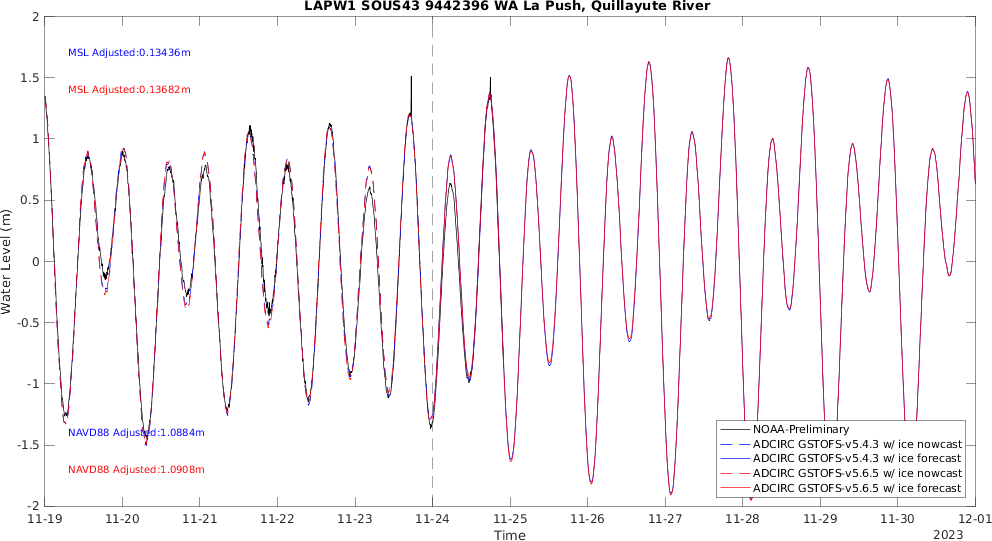 LAPW1 SOUS43 9442396 WA La Push, Quillayute River
MSL Adjusted:0.13436m
MSL Adjusted:0.13682m
NAVD88 Adjusted:1.0884m
NAVD88 Adjusted:1.0908m
Water Level (m)
2
1.5
1
0.5
0
-0.5
-1
-1.5
-2
NOAA-Preliminary
ADCIRC GSTOFS-v5.4.3 w/ ice nowcast
ADCIRC GSTOFS-v5.4.3 w/ ice forecast
ADCIRC GSTOFS-v5.6.5 w/ ice nowcast
ADCIRC GSTOFS-v5.6.5 w/ ice forecast
11-19 11-20 11-21 11-22 11-23 11-24 11-25 11-26 11-27 11-28 11-29 11-30 12-01
Time
2023